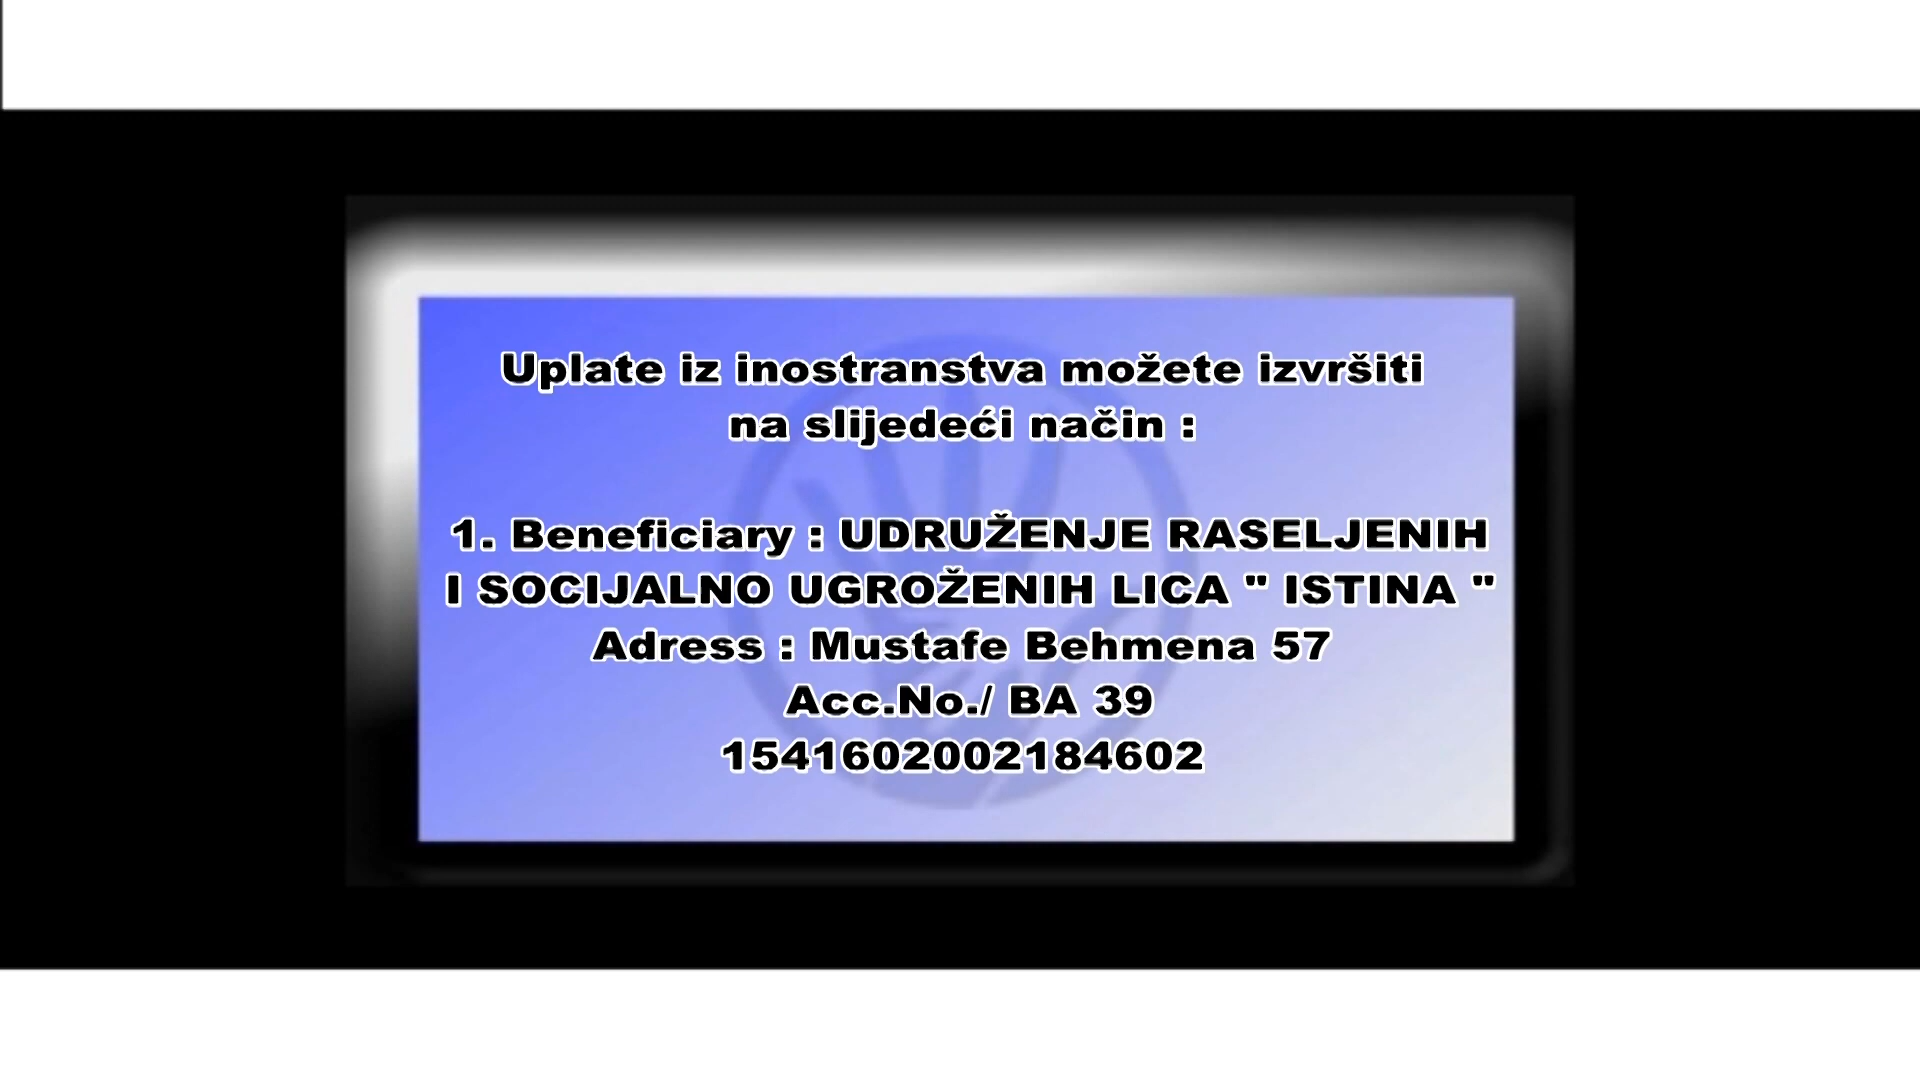 Uplate iz inostranstva možete izvršiti
na slijedeći način :
1. Beneficiary : UDRUŽENJE RASELJENIH
I SOCIJALNO UGROŽENIH LICA " ISTINA "
Adress : Mustafe Behmena 57
Acc.No./ BA 39
1541602002184602